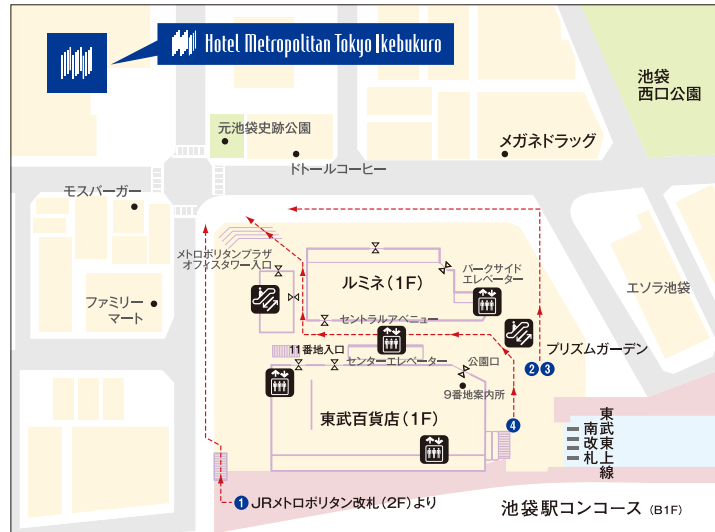 Hotel Metropolitan Tokyo Ikebukuro
池袋
西口公園
元池袋史跡公園
メガネドラッグ
ドトールコーヒー
モスバーガー
メトロポリタンプラザ
オフィスタワー入口
ルミネ(1F)
パークサイド
エレベーター
エソラ池袋
ファミリー
マート
セントラルアベニュー
11番地入口
センターエレベーター
公園口
プリズムガーデン
2 3
9番地案内所
東武百貨店(1F)
4
東武東上線
南改札
1 JRメトロポリタン改札(2F)より
池袋駅コンコース (B1F)